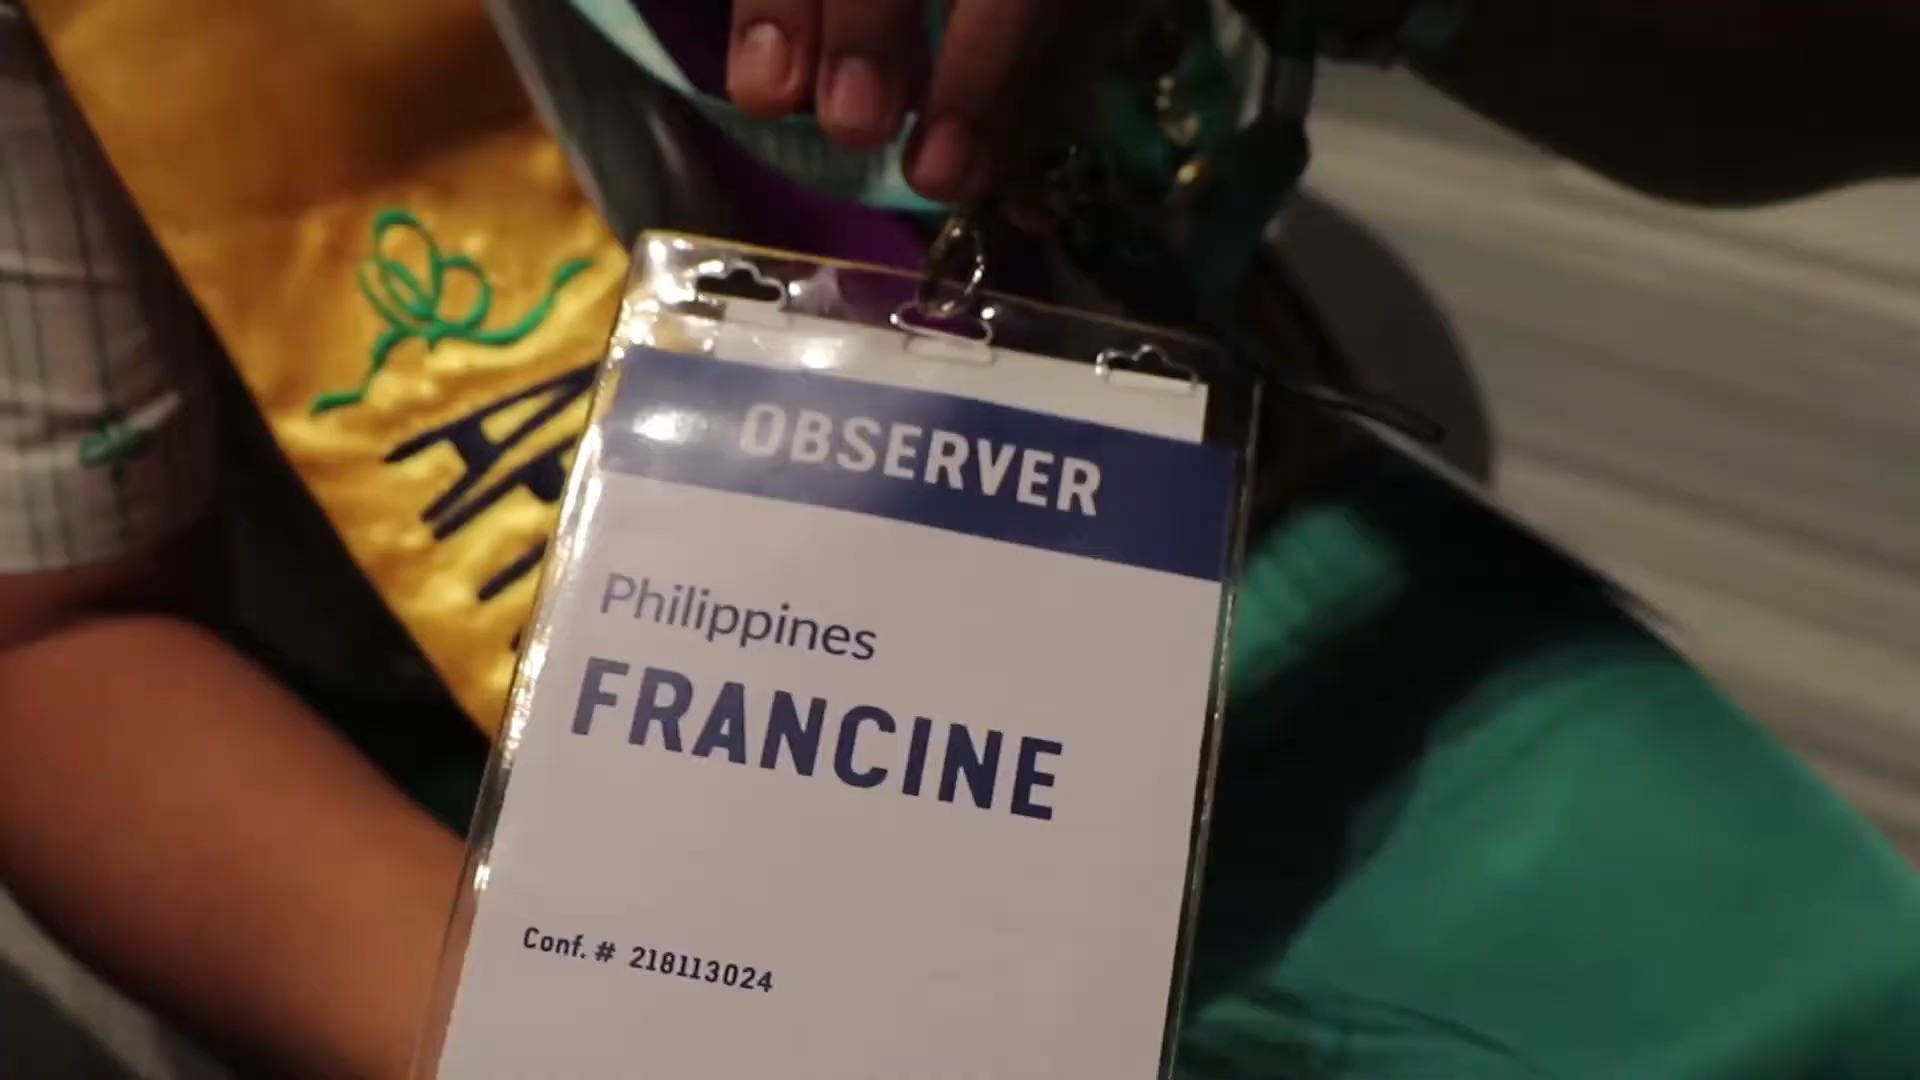 OBSERVER
Philippines
FRANCINE
Conf. # 218113024